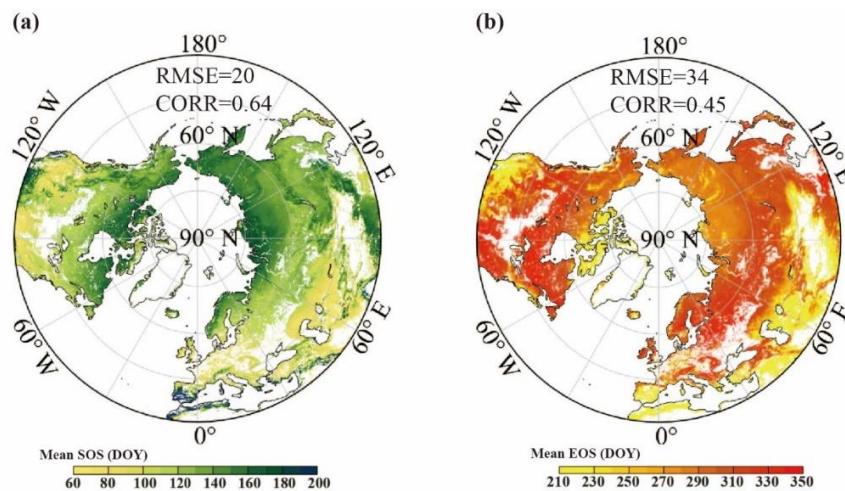 (a)
180°
RMSE=20
CORR=0.64
120° W
60° N
120° E
90° N
60° W
60° E
0°
Mean SOS (DOY)
60 80 100 120 140 160 180 200
(b)
180°
RMSE=34
CORR=0.45
120° W
60° N
120° E
90° N
60° W
60° E
0°
Mean EOS (DOY)
210 230 250 270 290 310 330 350